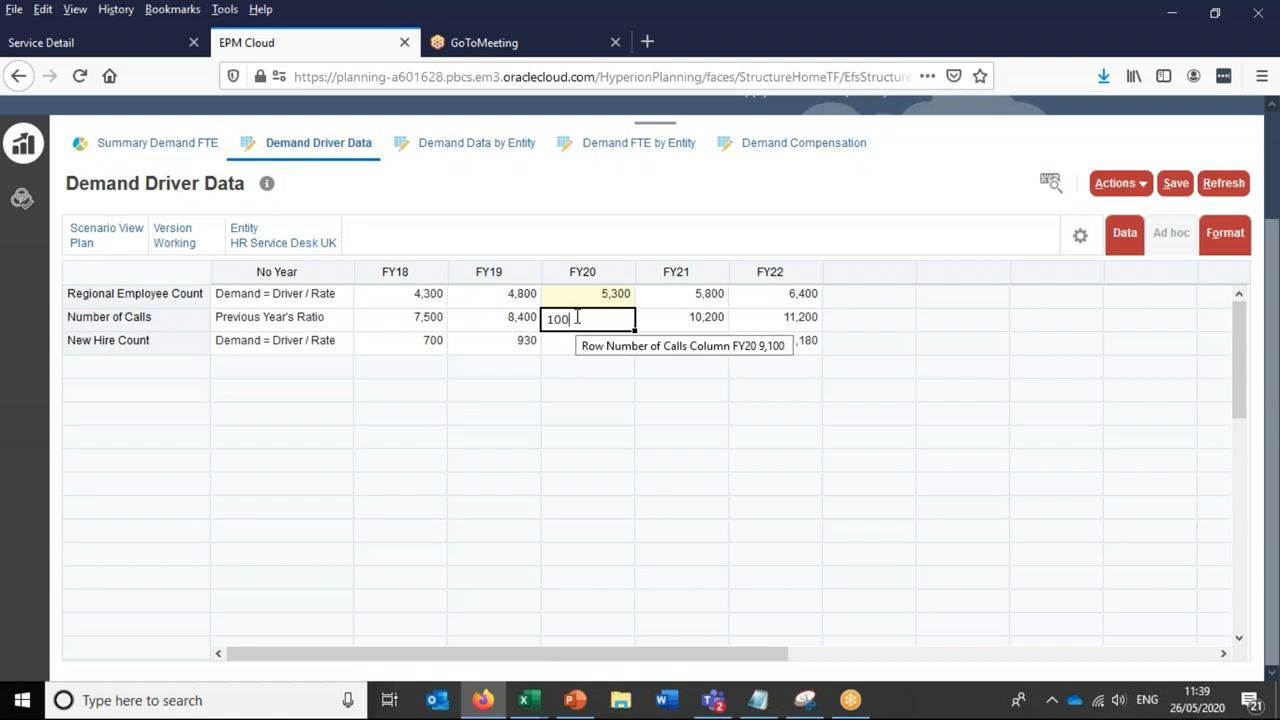 File Edit View History Bookmarks Tools Help
Service Detail EPM Cloud GoToMeeting
https://planning-a601628.pbcs.em3.oraclecloud.com/HyperionPlanning/faces/StructureHomeTF/EfsStructure
Summary Demand FTE Demand Driver Data Demand Data by Entity Demand FTE by Entity Demand Compensation
Demand Driver Data Actions Save Refresh
Scenario View Version Entity
Plan Working HR Service Desk UK
Data Ad hoc Format
No Year FY18 FY19 FY20 FY21 FY22
Regional Employee Count Demand = Driver / Rate 4,300 4,800 5,300 5,800 6,400
Number of Calls Previous Year's Ratio 7,500 8,400 100 10,200 11,200
New Hire Count Demand = Driver / Rate 700 930 ,180
Row Number of Calls Column FY20 9,100
Type here to search
ENG
11:39
26/05/2020
21